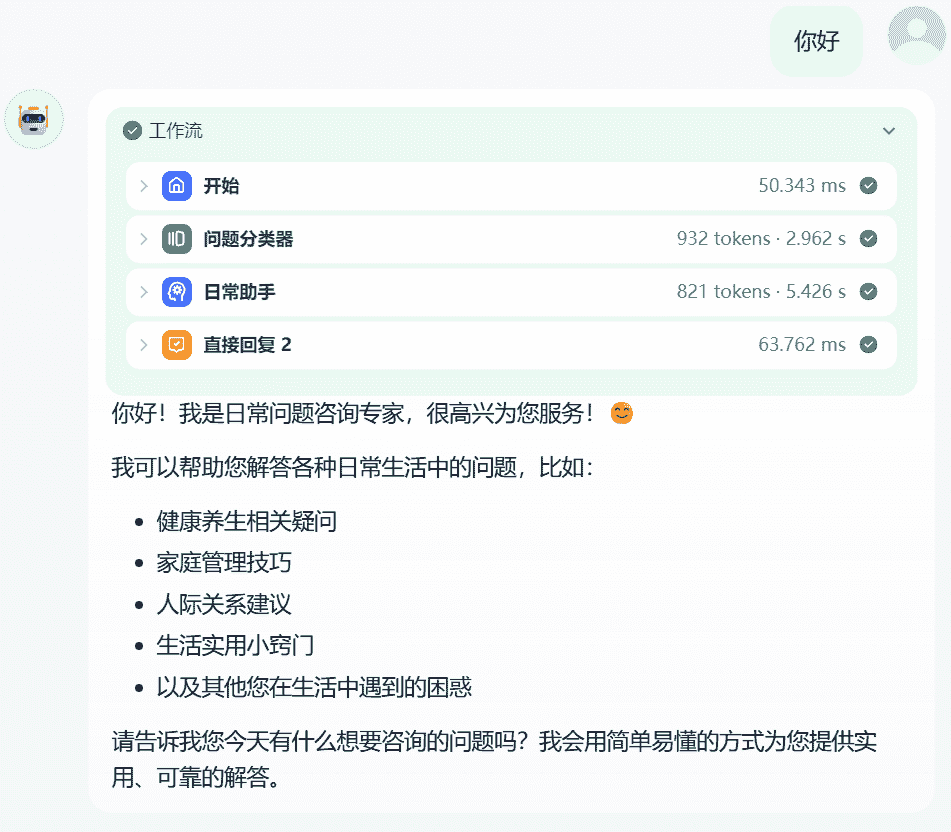 你好
工作流
开始 50.343 ms
问题分类器 932 tokens · 2.962 s
日常助手 821 tokens · 5.426 s
直接回复 2 63.762 ms
你好！我是日常问题咨询专家，很高兴为您服务！😊
我可以帮助您解答各种日常生活中的问题，比如：
• 健康养生相关疑问
• 家庭管理技巧
• 人际关系建议
• 生活实用小窍门
• 以及其他您在生活中遇到的困惑
请告诉我您今天有什么想要咨询的问题吗？我会用简单易懂的方式为您提供实
用、可靠的解答。